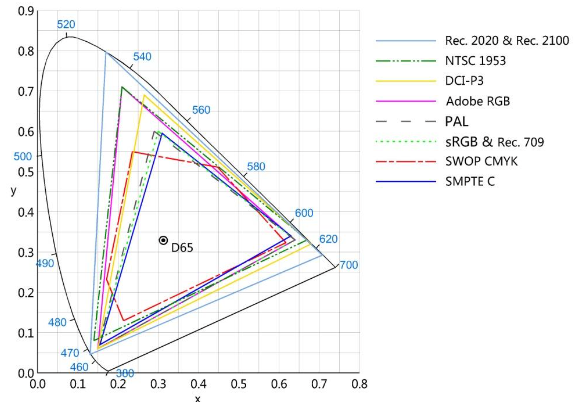 0.9
0.8
0.7
0.6
0.5
0.4
0.3
0.2
0.1
0.0
y
0.0 0.1 0.2 0.3 0.4 0.5 0.6 0.7 0.8
x
520
540
560
580
600
620
700
500
490
480
470
460
380
D65
Rec. 2020 & Rec. 2100
NTSC 1953
DCI-P3
Adobe RGB
PAL
sRGB & Rec. 709
SWOP CMYK
SMPTE C